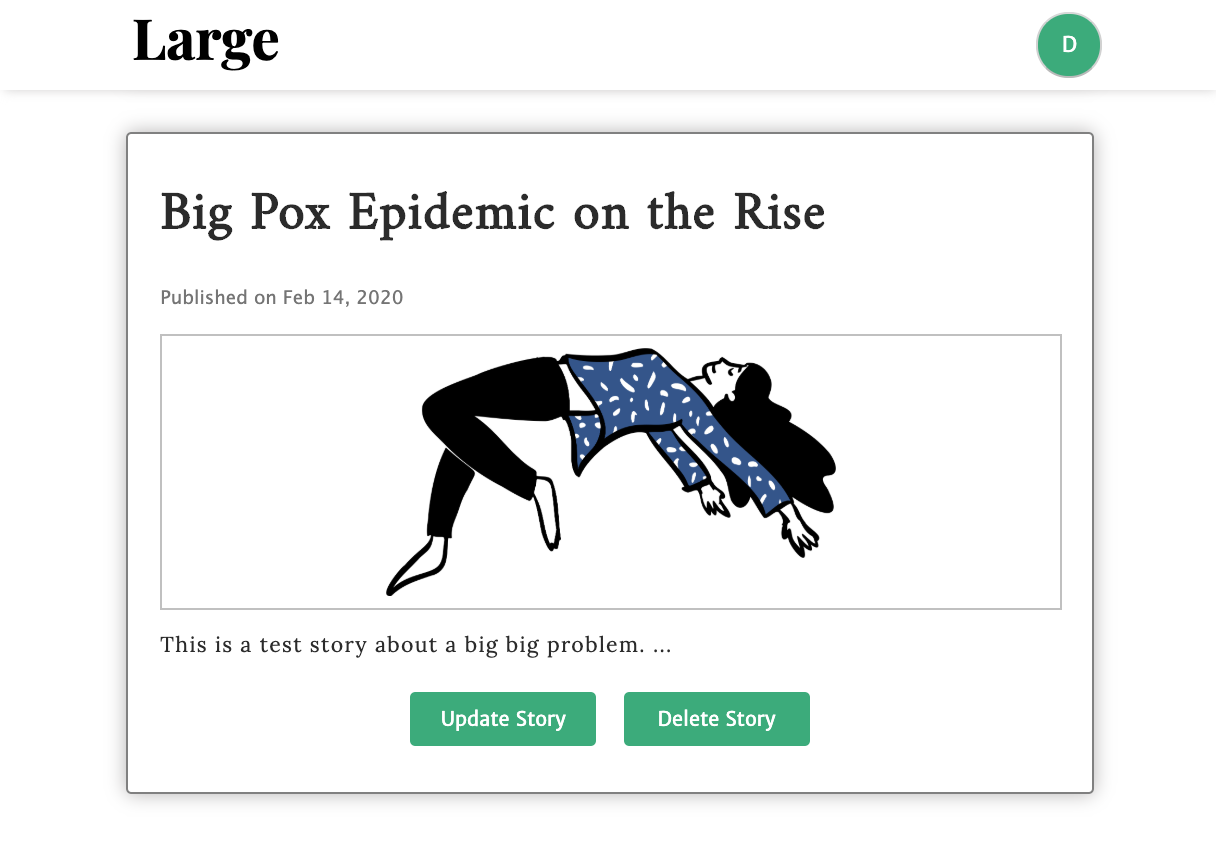 Large
D
Big Pox Epidemic on the Rise
Published on Feb 14, 2020
This is a test story about a big big problem. ...
Update Story
Delete Story